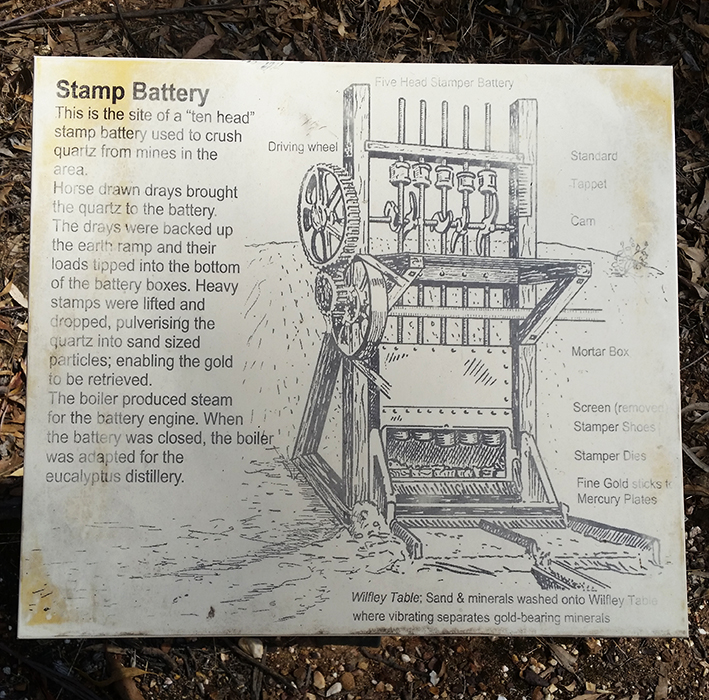 Stamp Battery
This is the site of a “ten head”
stamp battery used to crush
quartz from mines in the
area.
Horse drawn drays brought
the quartz to the battery.
The drays were backed up
the earth ramp and their
loads tipped into the bottom
of the battery boxes. Heavy
stamps were lifted and
dropped, pulverising the
quartz into sand sized
particles; enabling the gold
to be retrieved.
The boiler produced steam
for the battery engine. When
the battery was closed, the boiler
was adapted for the
eucalyptus distillery.
Five Head Stamper Battery
Driving wheel
Standard
Tappet
Cam
Mortar Box
Screen (remove
Stamper Shoes
Stamper Dies
Fine Gold sticks to
Mercury Plates
Wilfley Table: Sand & minerals washed onto Wilfley Table
where vibrating separates gold-bearing minerals